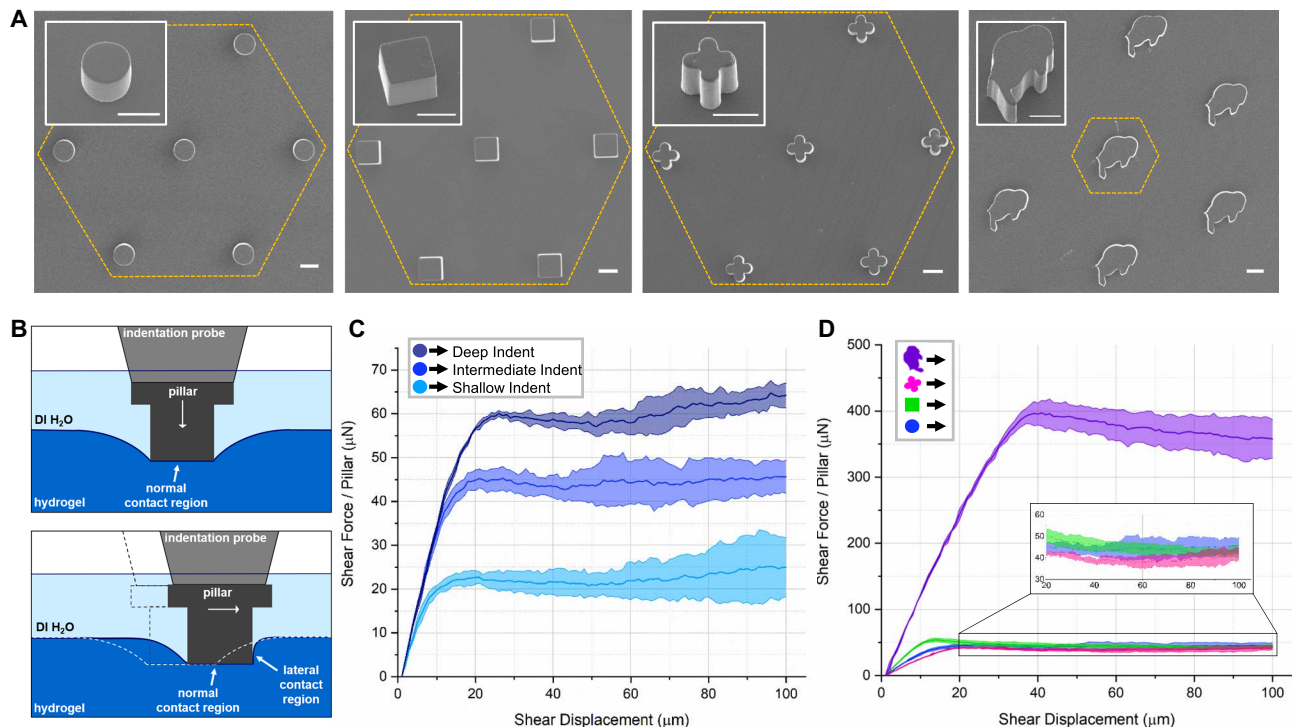 A
B
indentation probe
pillar
DI H₂O
normal
contact region
hydrogel
indentation probe
pillar
DI H₂O
lateral
contact
region
normal
contact region
hydrogel
C
Deep Indent
Intermediate Indent
Shallow Indent
Shear Force / Pillar (µN)
70
60
50
40
30
20
10
0
0 20 40 60 80 100
Shear Displacement (µm)
D
Shear Force / Pillar (µN)
500
400
300
200
100
50
0
60
50
40
30
20 40 60 80 100
0 20 40 60 80 100
Shear Displacement (µm)